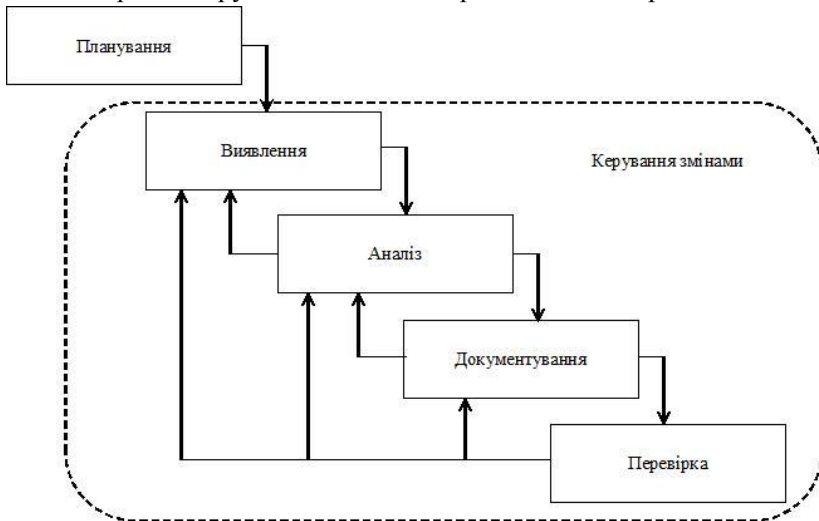 Планування
Виявлення
Керування змінами
Аналіз
Документування
Перевірка